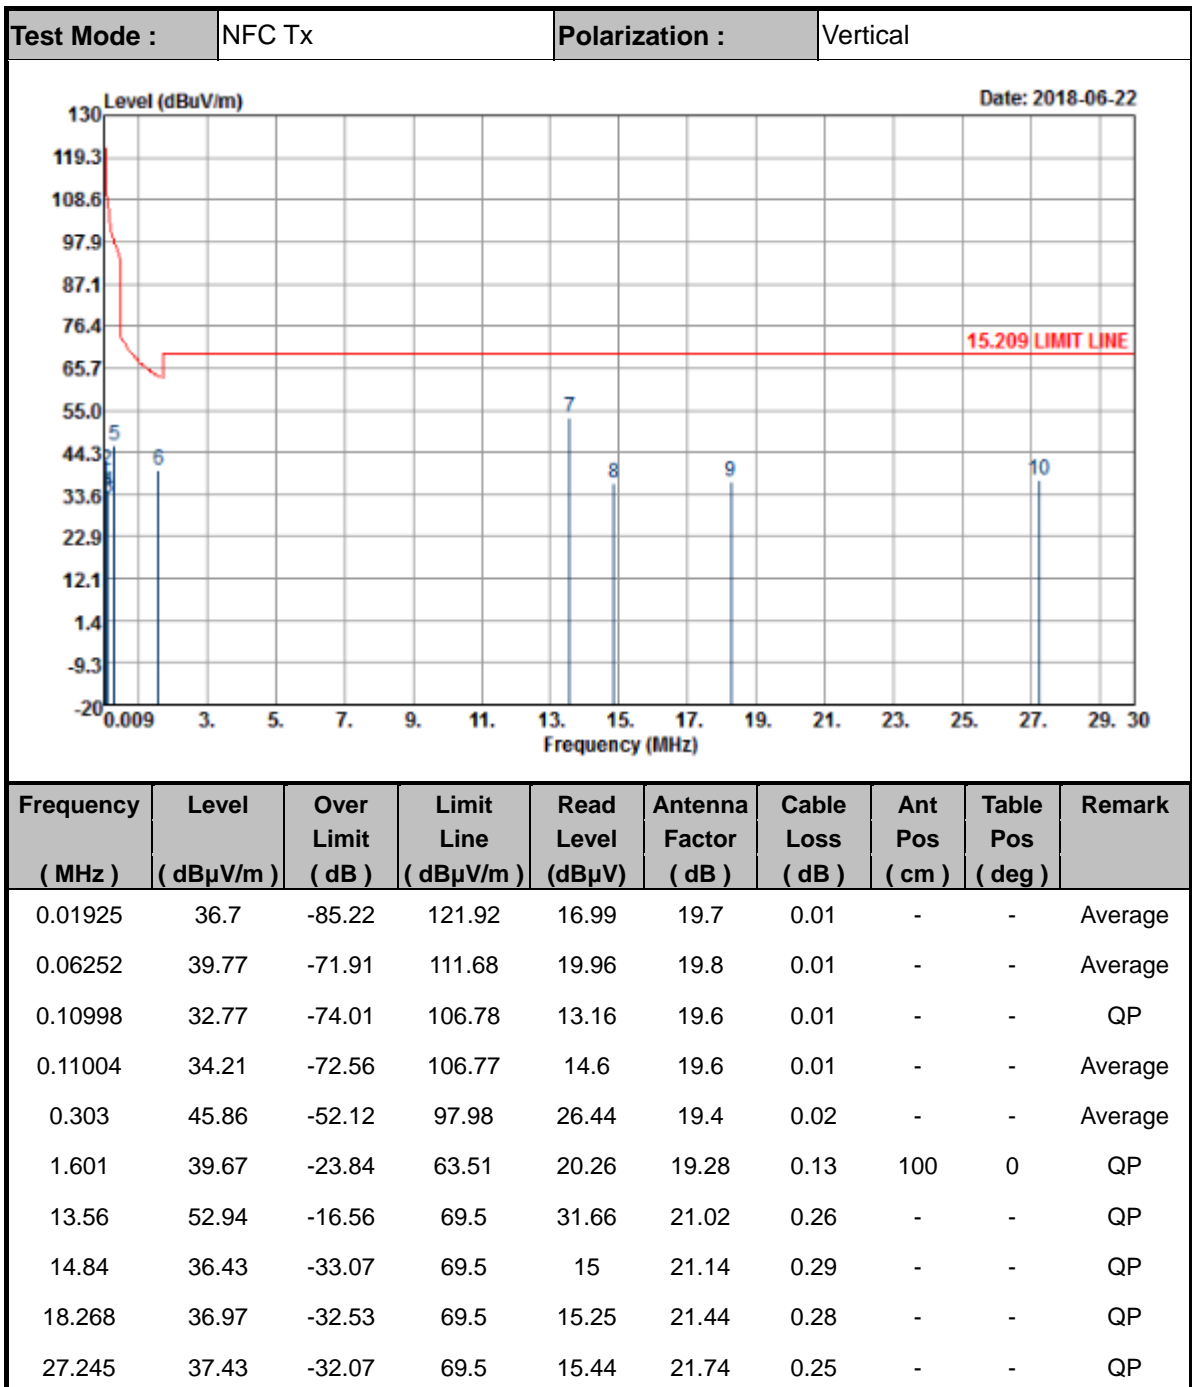 Test Mode : NFC Tx Polarization : Vertical
Level (dBuV/m) Date: 2018-06-22
130
119.3
108.6
97.9
87.1
76.4
15.209 LIMIT LINE
65.7
55.0
7
5
44.3
2
6
8
9
10
33.6
22.9
12.1
1.4
-9.3
-20
0.009 3. 5. 7. 9. 11. 13. 15. 17. 19. 21. 23. 25. 27. 29. 30
Frequency (MHz)
Frequency Level Over Limit Read Antenna Cable Ant Table Remark
Limit Line Level Factor Loss Pos Pos
( MHz ) ( dBµV/m ) ( dB ) ( dBµV/m ) (dBµV) ( dB ) ( dB ) ( cm ) ( deg )
0.01925 36.7 -85.22 121.92 16.99 19.7 0.01 - - Average
0.06252 39.77 -71.91 111.68 19.96 19.8 0.01 - - Average
0.10998 32.77 -74.01 106.78 13.16 19.6 0.01 - - QP
0.11004 34.21 -72.56 106.77 14.6 19.6 0.01 - - Average
0.303 45.86 -52.12 97.98 26.44 19.4 0.02 - - Average
1.601 39.67 -23.84 63.51 20.26 19.28 0.13 100 0 QP
13.56 52.94 -16.56 69.5 31.66 21.02 0.26 - - QP
14.84 36.43 -33.07 69.5 15 21.14 0.29 - - QP
18.268 36.97 -32.53 69.5 15.25 21.44 0.28 - - QP
27.245 37.43 -32.07 69.5 15.44 21.74 0.25 - - QP